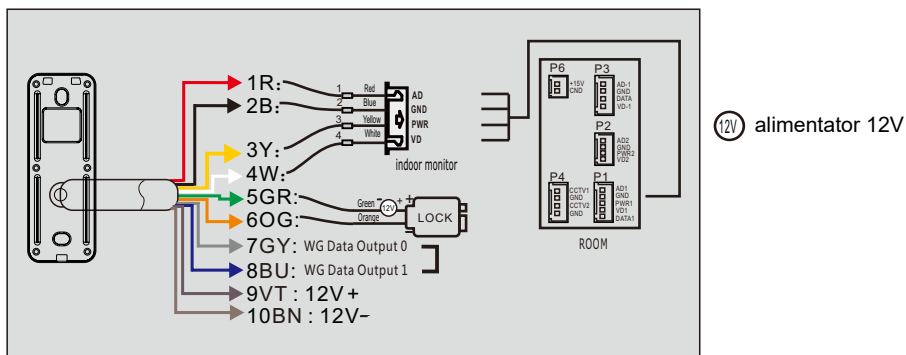 1R:
2B:
3Y:
4W:
5GR:
6OG:
7GY: WG Data Output 0
8BU: WG Data Output 1
9VT : 12V+
10BN : 12V-
1 Red
2 Blue
3 Yellow
4 White
AD
GND
PWR
VD
indoor monitor
Green - 12V + +
Orange -
LOCK
P6
+15V
CND
P3
AD-1
GND
DATA
VD-1
P2
AD2
GND
PWR2
VD2
P4
CCTV1
GND
CCTV2
GND
P1
AD1
GND
PWR1
VD1
DATA1
ROOM
12V alimentator 12V